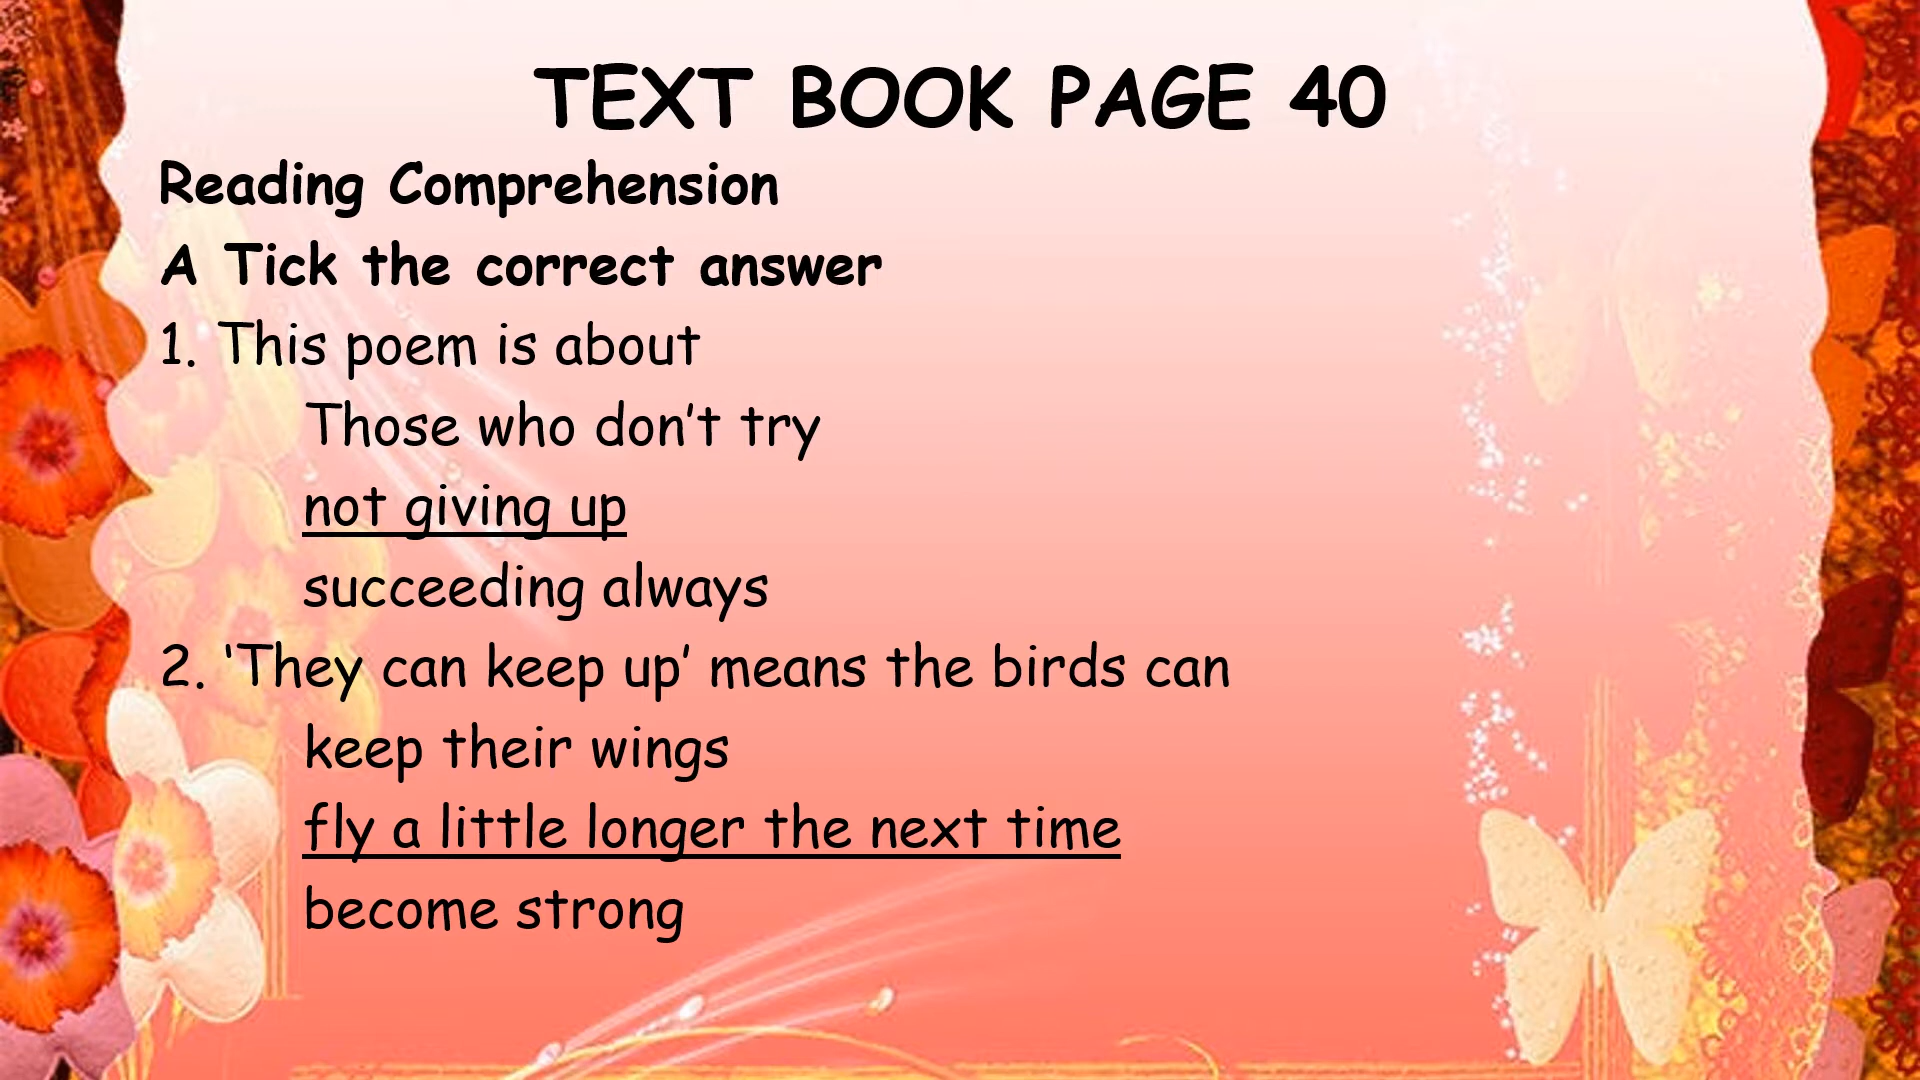 TEXT BOOK PAGE 40
Reading Comprehension
A Tick the correct answer
1. This poem is about
Those who don’t try
not giving up
succeeding always
2. ‘They can keep up’ means the birds can
keep their wings
fly a little longer the next time
become strong